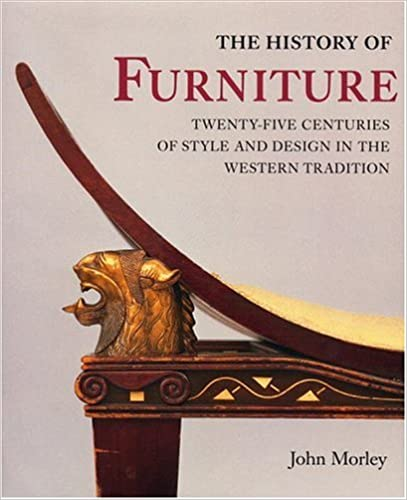 THE HISTORY OF
FURNITURE
TWENTY-FIVE CENTURIES
OF STYLE AND DESIGN IN THE
WESTERN TRADITION
John Morley